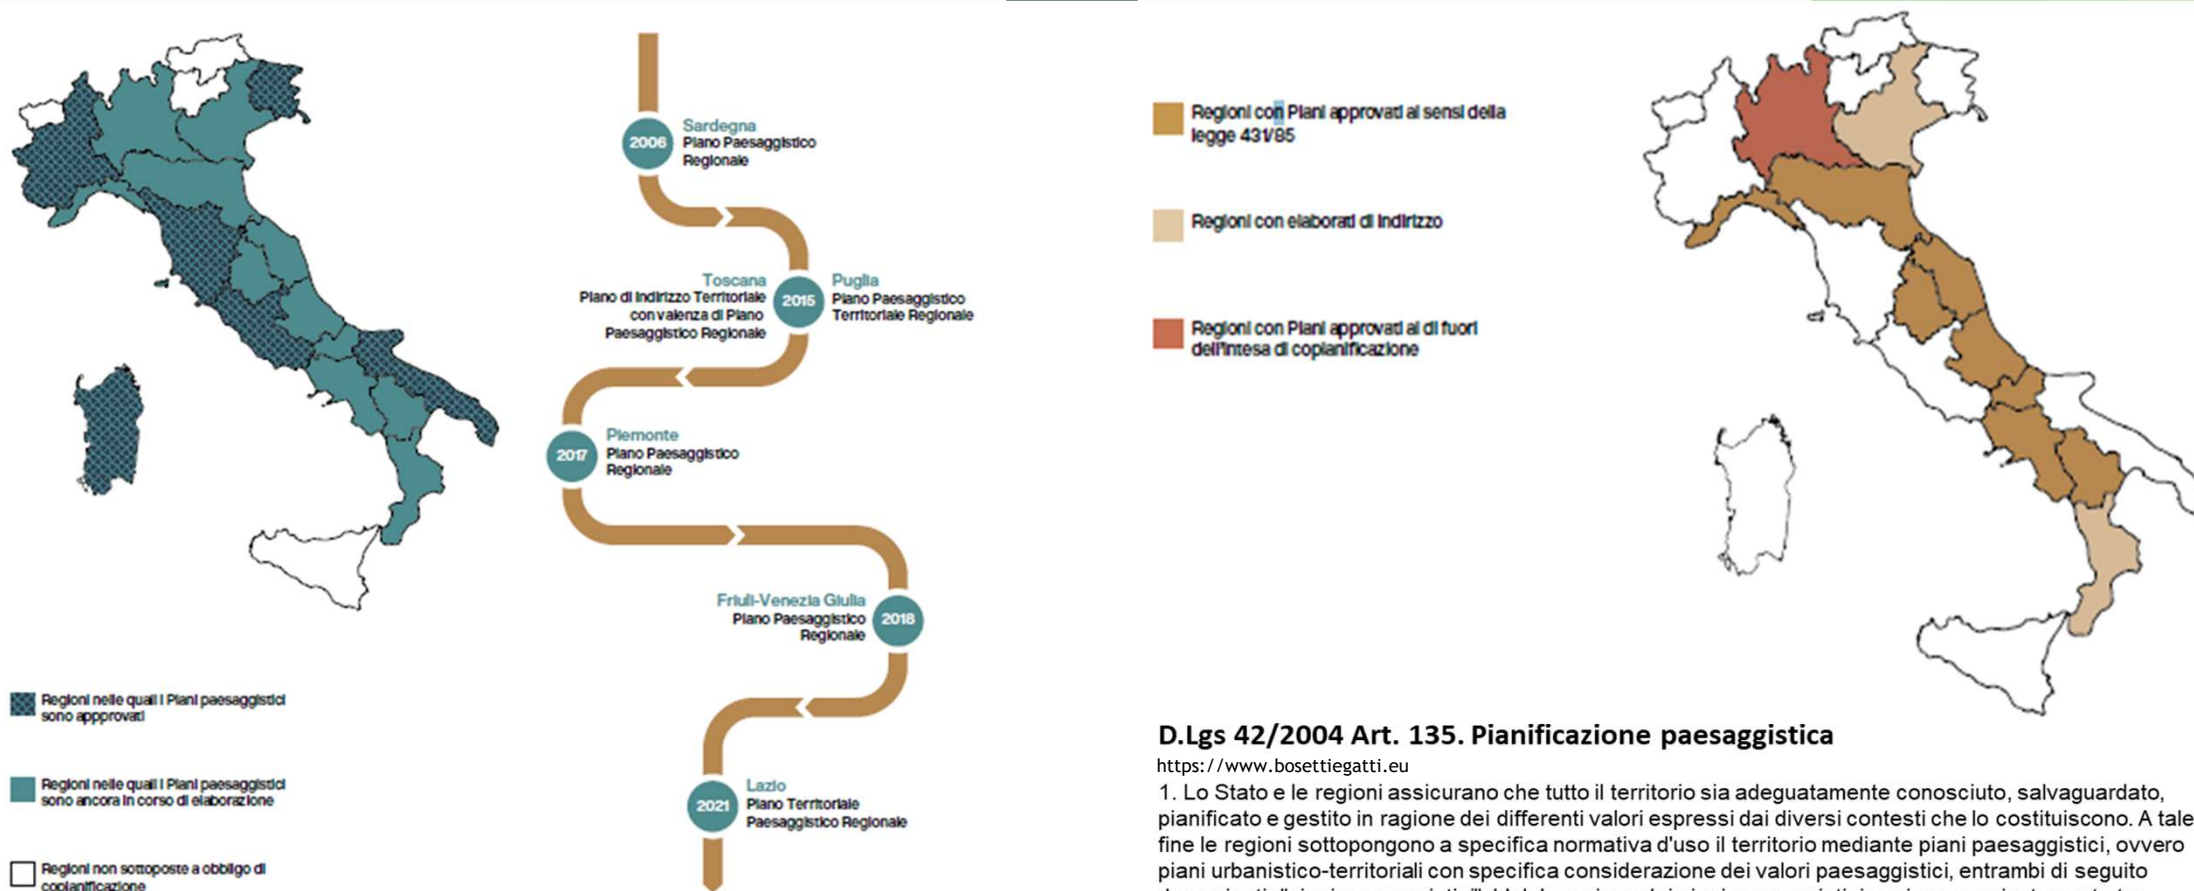 Regioni nelle quali i Piani paesaggistici
sono appprovati
Regioni nelle quali i Piani paesaggistici
sono ancora in corso di elaborazione
Regioni non sottoposte a obbligo di
coplanificazione
2006
Sardegna
Piano Paesaggistico
Regionale
Toscana
Piano di Indirizzo Territoriale
con valenza di Piano
Paesaggistico Regionale
2015
Puglia
Piano Paesaggistico
Territoriale Regionale
2017
Piemonte
Piano Paesaggistico
Regionale
Friuli-Venezia Giulia
Piano Paesaggistico
Regionale
2018
2021
Lazio
Piano Territoriale
Paesaggistico Regionale
Regioni con Piani approvati ai sensi della
legge 431/85
Regioni con elaborati di indirizzo
Regioni con Piani approvati al di fuori
dell'intesa di coplanificazione
D.Lgs 42/2004 Art. 135. Pianificazione paesaggistica
https://www.bosettiegatti.eu
1. Lo Stato e le regioni assicurano che tutto il territorio sia adeguatamente conosciuto, salvaguardato,
pianificato e gestito in ragione dei differenti valori espressi dai diversi contesti che lo costituiscono. A tale
fine le regioni sottopongono a specifica normativa d'uso il territorio mediante piani paesaggistici, ovvero
piani urbanistico-territoriali con specifica considerazione dei valori paesaggistici, entrambi di seguito